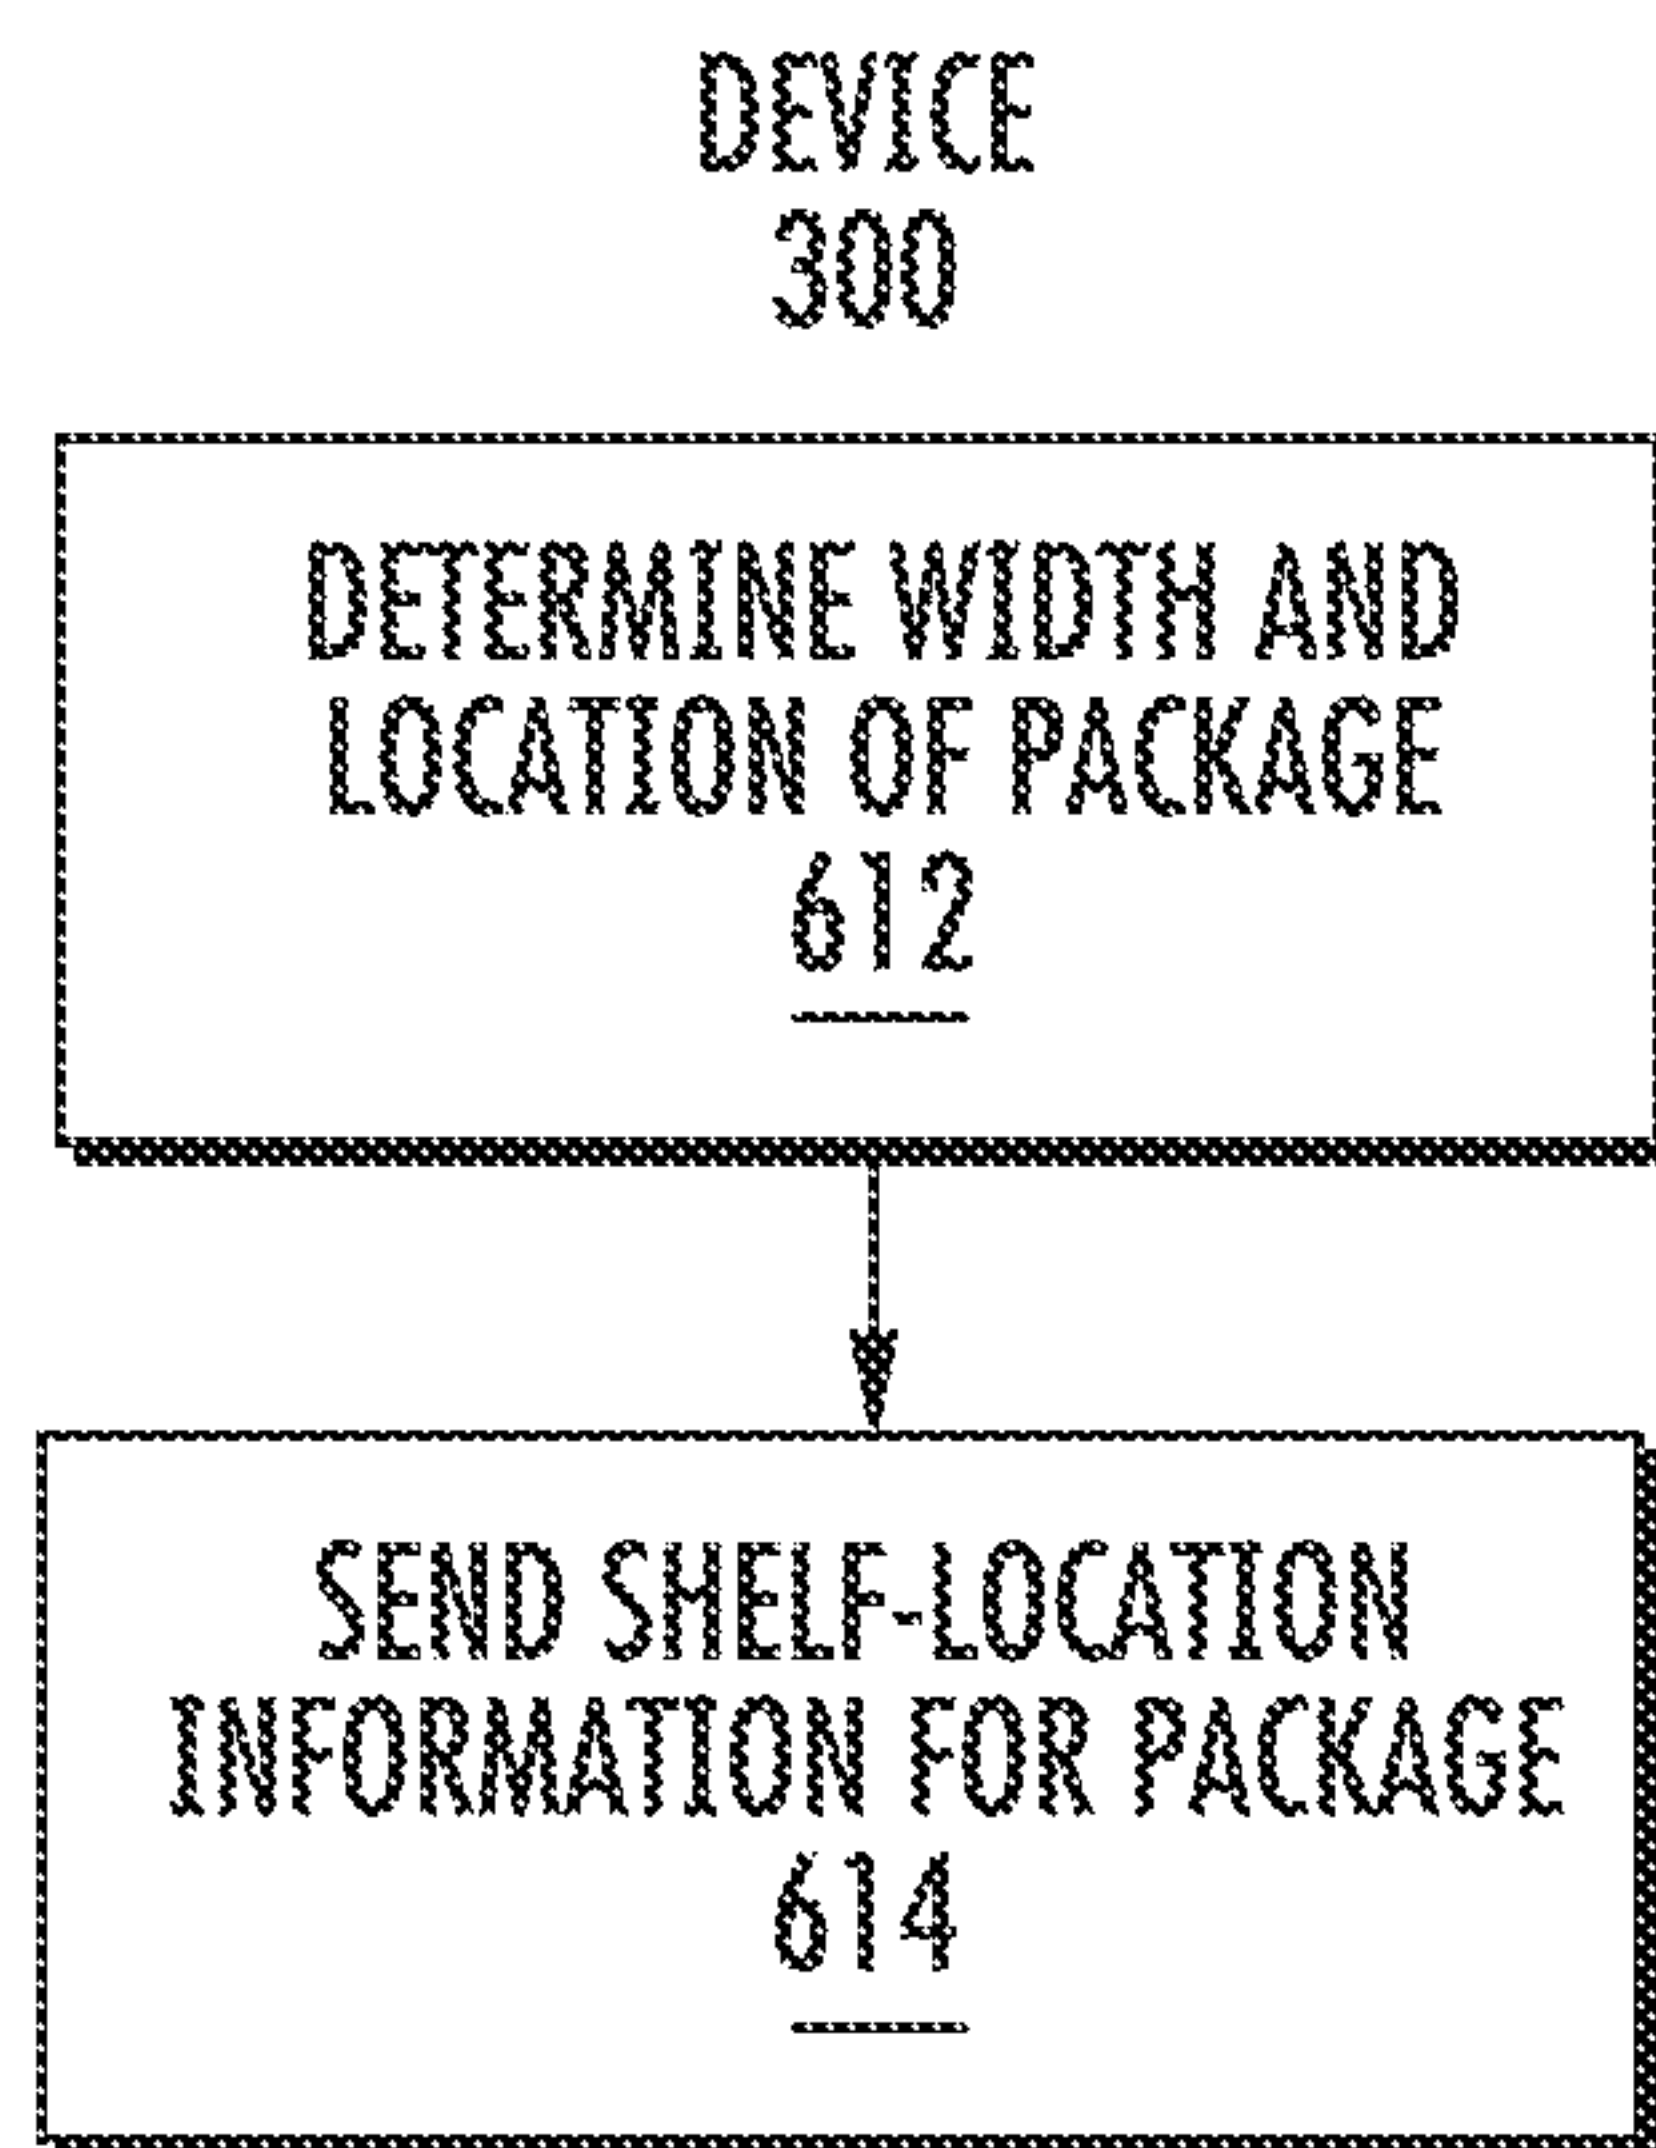 DEVICE
300
DETERMINE WIDTH AND
LOCATION OF PACKAGE
612
SEND SHELF-LOCATION
INFORMATION FOR PACKAGE
614